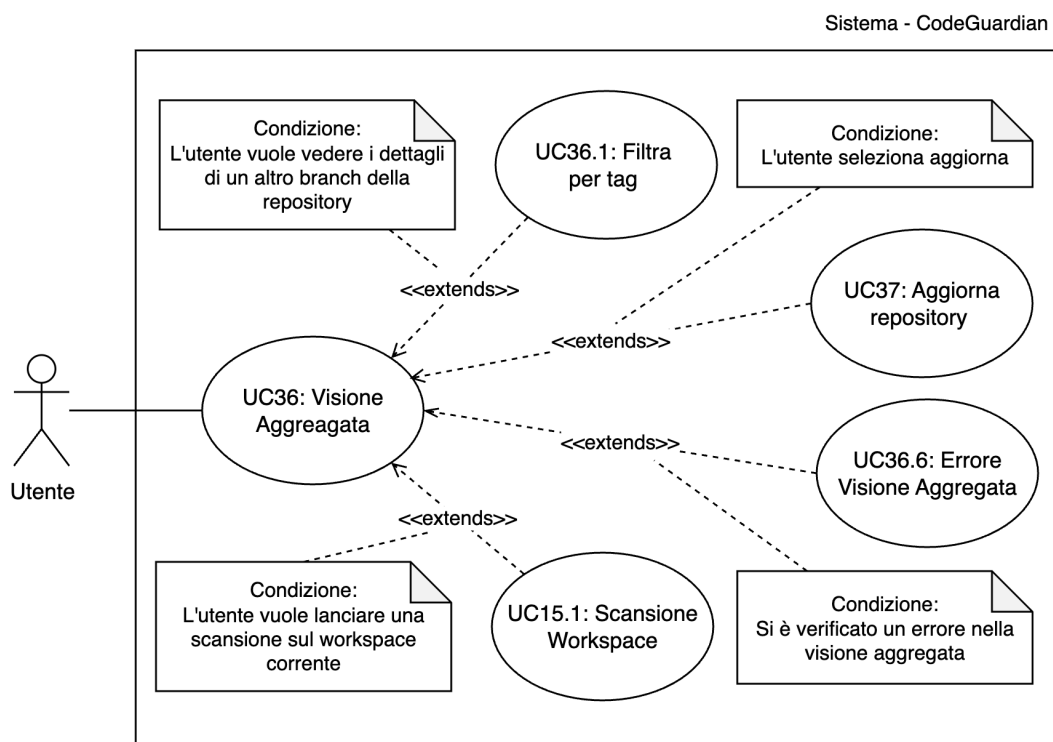 Sistema - CodeGuardian
Condizione:
L'utente vuole vedere i dettagli
di un altro branch della
repository
UC36.1: Filtra
per tag
Condizione:
L'utente seleziona aggiorna
<<extends>>
UC37: Aggiorna
repository
<<extends>>
UC36: Visione
Aggreagata
Utente
<<extends>>
UC36.6: Errore
Visione Aggregata
<<extends>>
Condizione:
L'utente vuole lanciare una
scansione sul workspace
corrente
UC15.1: Scansione
Workspace
Condizione:
Si è verificato un errore nella
visione aggregata